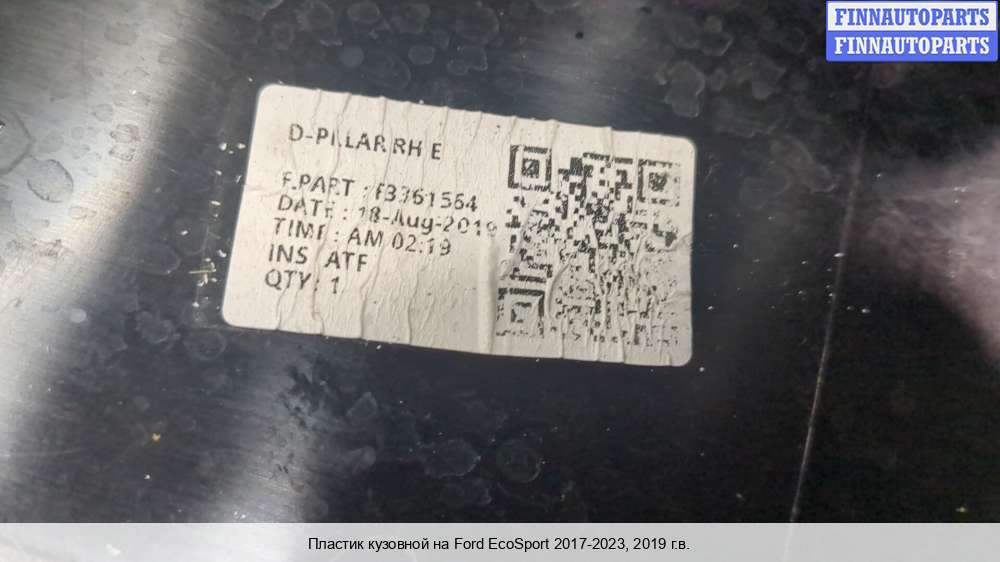 FINNAUTOPARTS
FINNAUTOPARTS
D-PILLAR RH E
F.PART : F3361564
DATE : 18-Aug-2019
TIME : AM 02:19
INS ATF
QTY : 1
Пластик кузовной на Ford EcoSport 2017-2023, 2019 г.в.